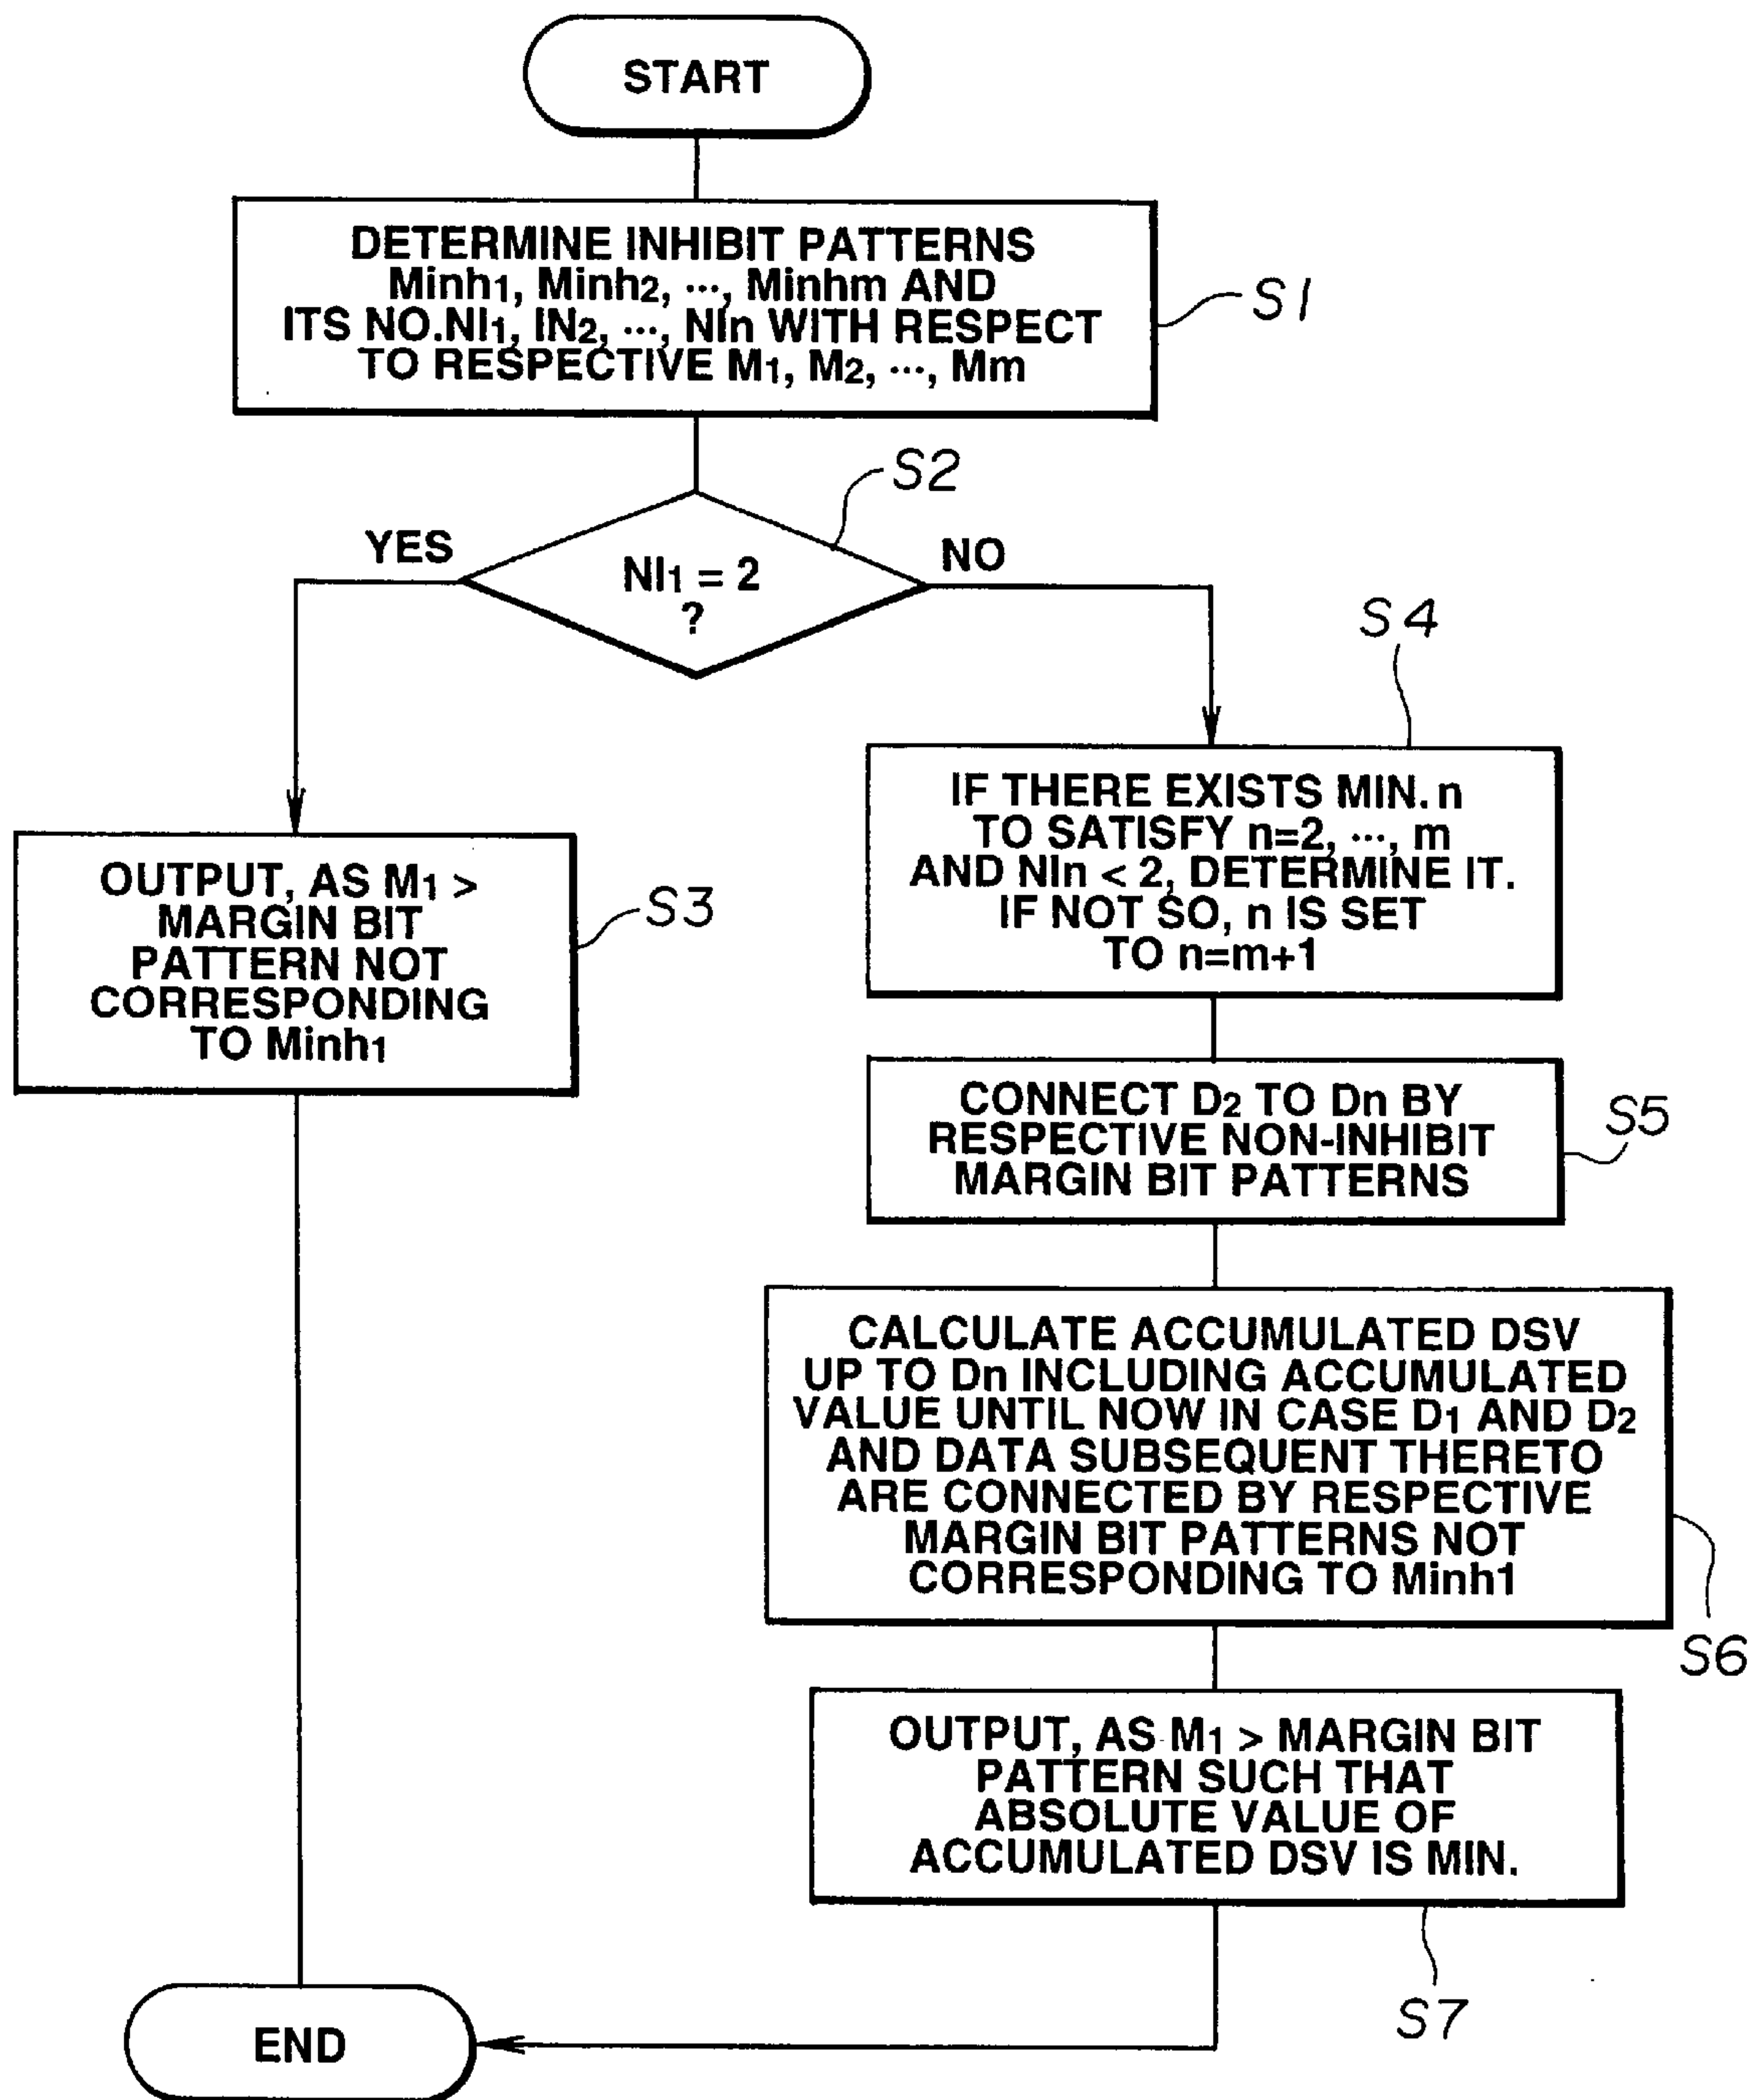 START
DETERMINE INHIBIT PATTERNS
Minh1, Minh2, ···, Minhm AND
ITS NO.NI1, IN2, ···, NIn WITH RESPECT
TO RESPECTIVE M1, M2, ···, Mm
S1
S2
YES
NO
NI1 = 2
?
S4
IF THERE EXISTS MIN. n
TO SATISFY n=2, ···, m
AND NIn < 2, DETERMINE IT.
IF NOT SO, n IS SET
TO n=m+1
OUTPUT, AS M1 >
MARGIN BIT
PATTERN NOT
CORRESPONDING
TO Minh1
S3
CONNECT D2 TO Dn BY
RESPECTIVE NON-INHIBIT
MARGIN BIT PATTERNS
S5
CALCULATE ACCUMULATED DSV
UP TO Dn INCLUDING ACCUMULATED
VALUE UNTIL NOW IN CASE D1 AND D2
AND DATA SUBSEQUENT THERETO
ARE CONNECTED BY RESPECTIVE
MARGIN BIT PATTERNS NOT
CORRESPONDING TO Minh1
S6
OUTPUT, AS M1 > MARGIN BIT
PATTERN SUCH THAT
ABSOLUTE VALUE OF
ACCUMULATED DSV IS MIN.
S7
END